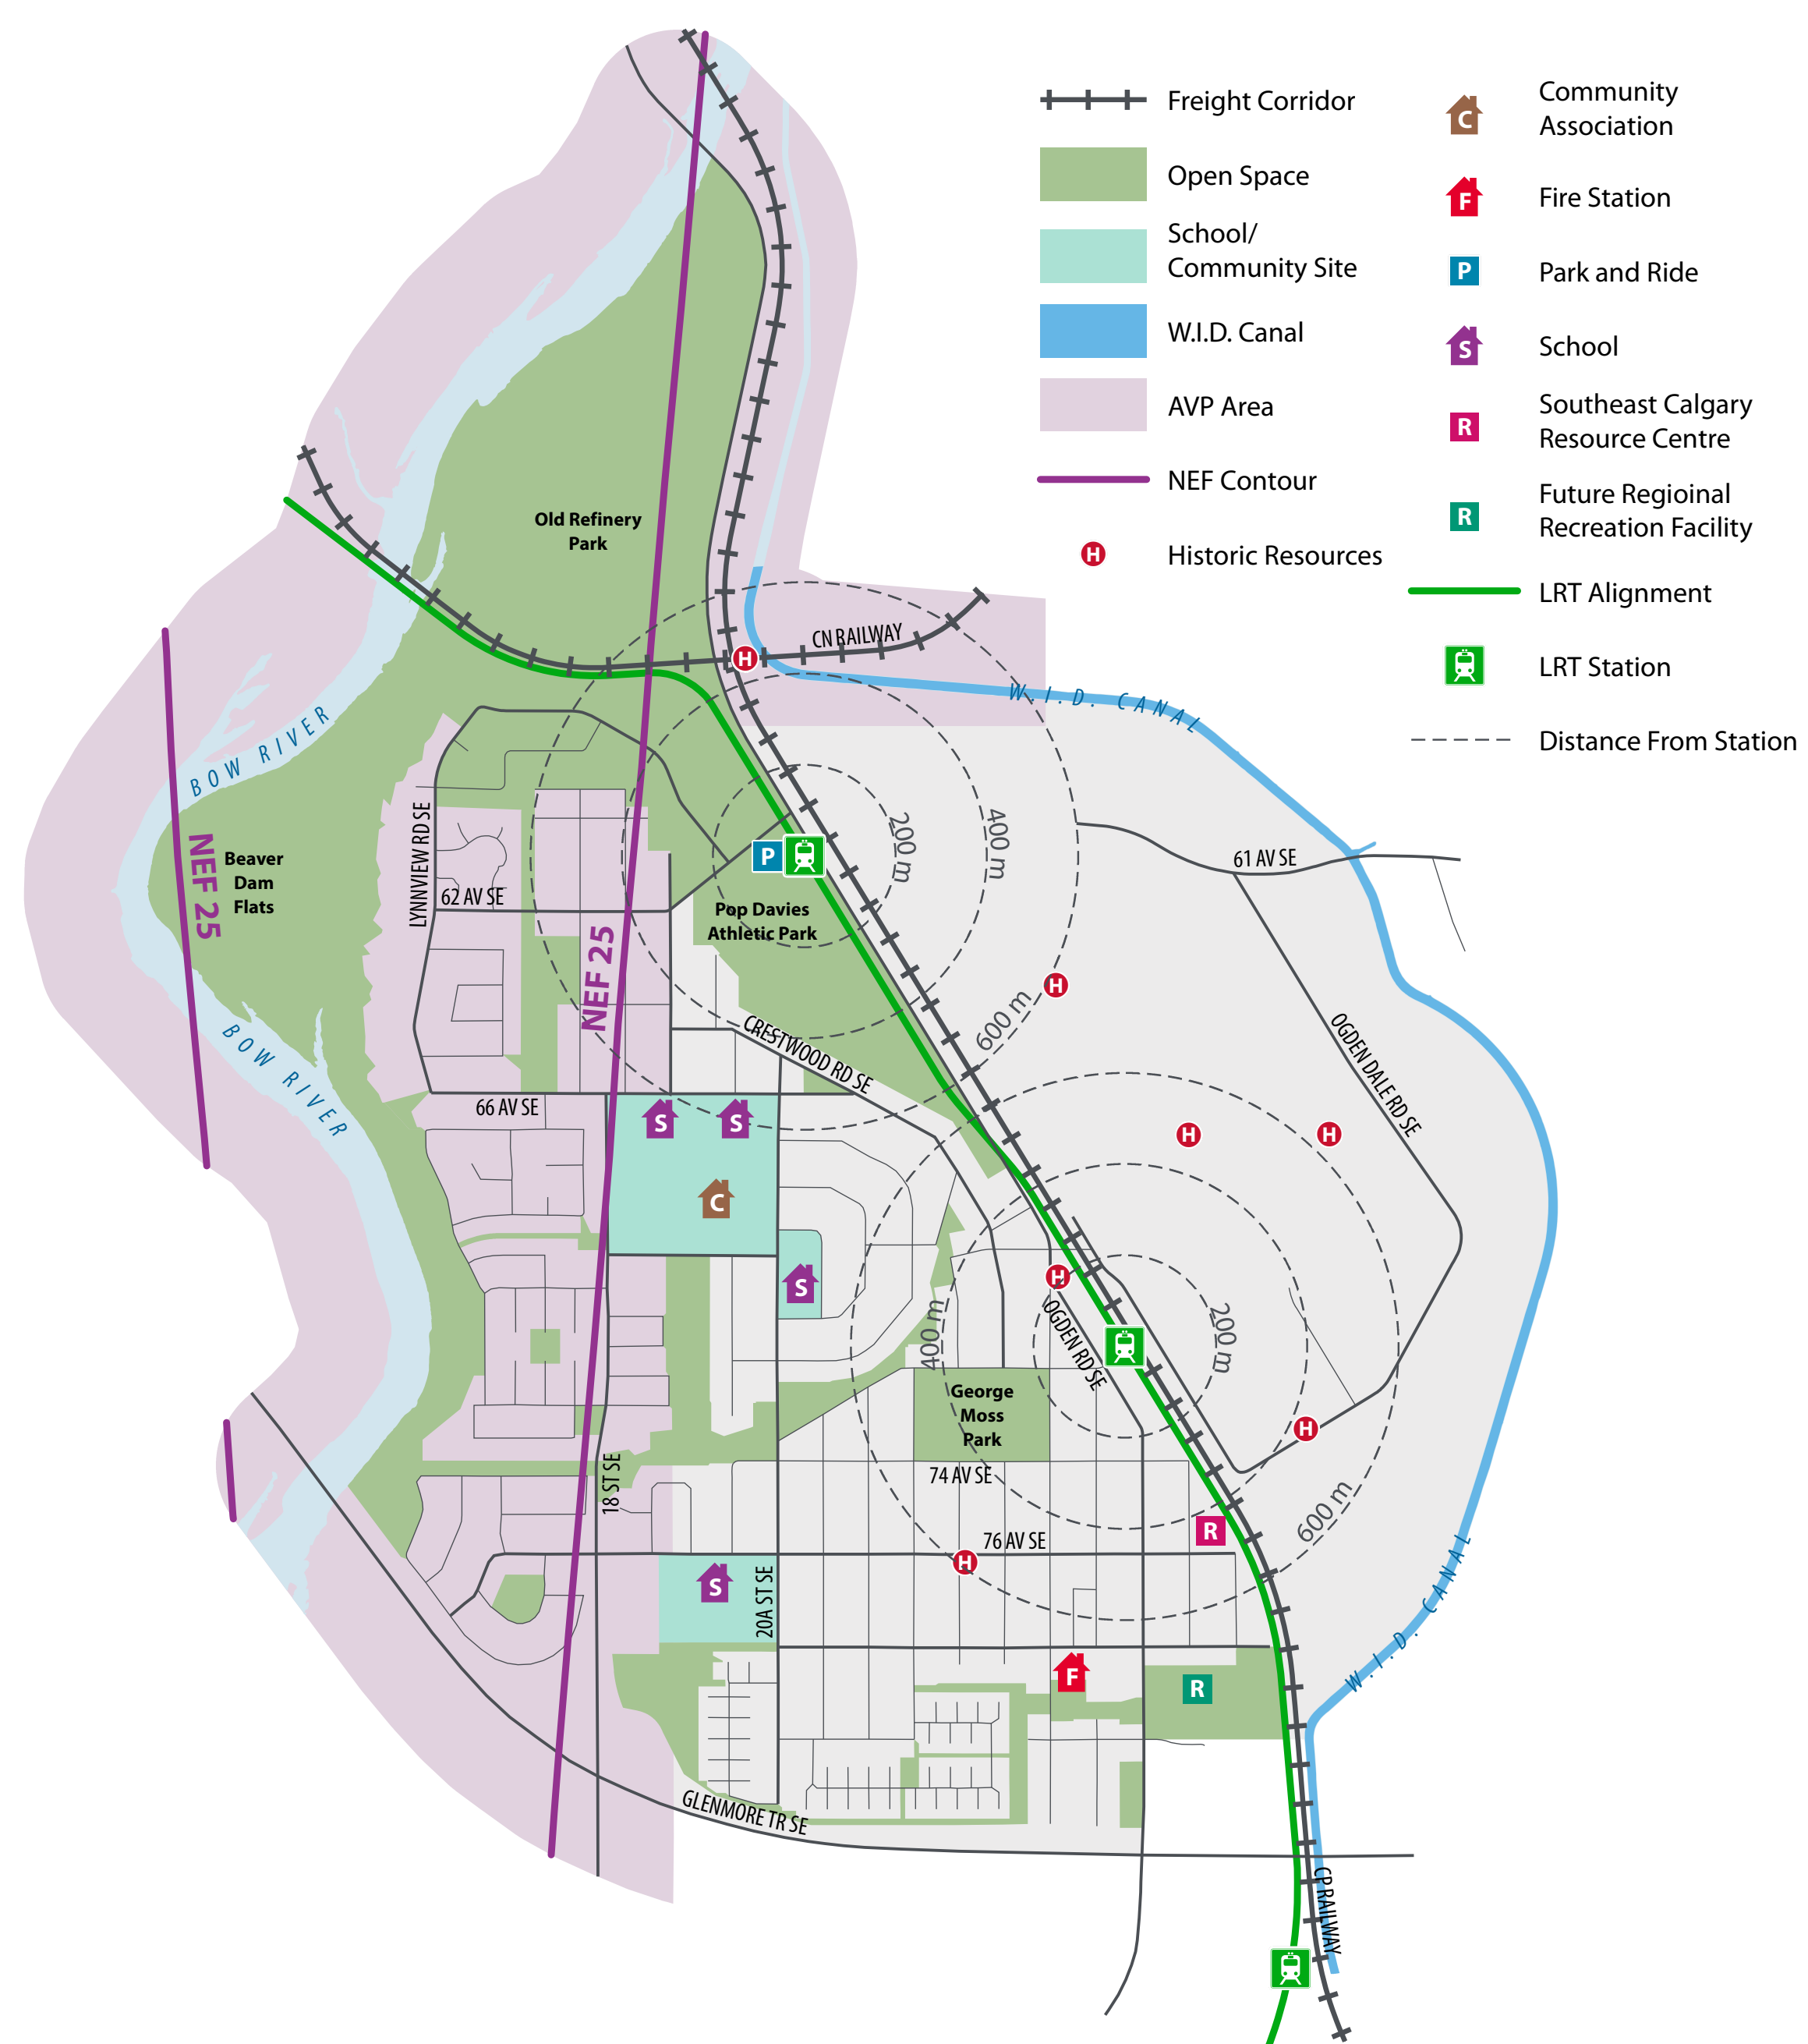 Freight Corridor
Open Space
School/
Community Site
W.I.D. Canal
AVP Area
NEF Contour
H
Historic Resources
C
Community
Association
F
Fire Station
P
Park and Ride
S
School
R
Southeast Calgary
Resource Centre
R
Future Regioinal
Recreation Facility
LRT Alignment
LRT Station
Distance From Station
Old Refinery
Park
CN RAILWAY
H
W.I.D. CANAL
BOW RIVER
NEF 25
Beaver
Dam
Flats
LYNNVIEW RD SE
62 AV SE
P
200 m
400 m
61 AV SE
Pop Davies
Athletic Park
NEF 25
H
600 m
CRESTWOOD RD SE
OGDEN DALE RD SE
BOW RIVER
66 AV SE
S
S
H
H
C
S
H
OGDEN RD SE
400 m
200 m
George
Moss
Park
H
18 ST SE
74 AV SE
600 m
R
76 AV SE
H
S
20A ST SE
W.I.D. CANAL
F
R
GLENMORE TR SE
CP RAILWAY